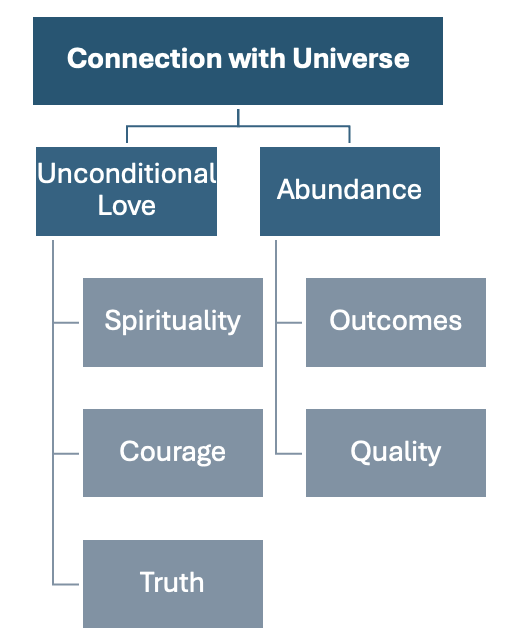 Connection with Universe
Unconditional
Love
Abundance
Spirituality
Outcomes
Courage
Quality
Truth